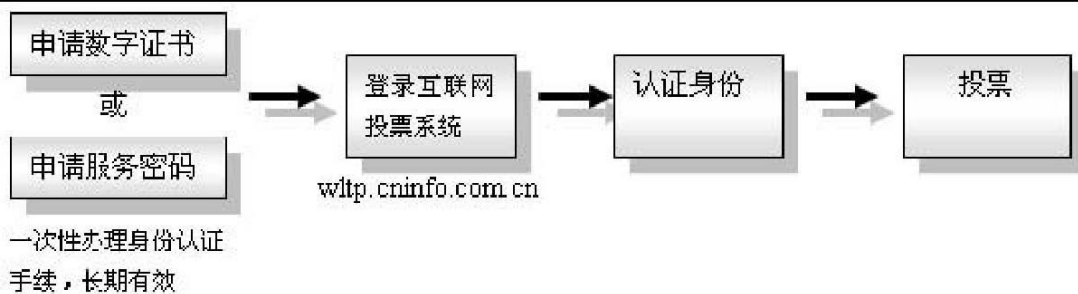 申请数字证书
或
申请服务密码
一次性办理身份认证
手续，长期有效
登录互联网
投票系统
wltp.cninfo.com.cn
认证身份
投票